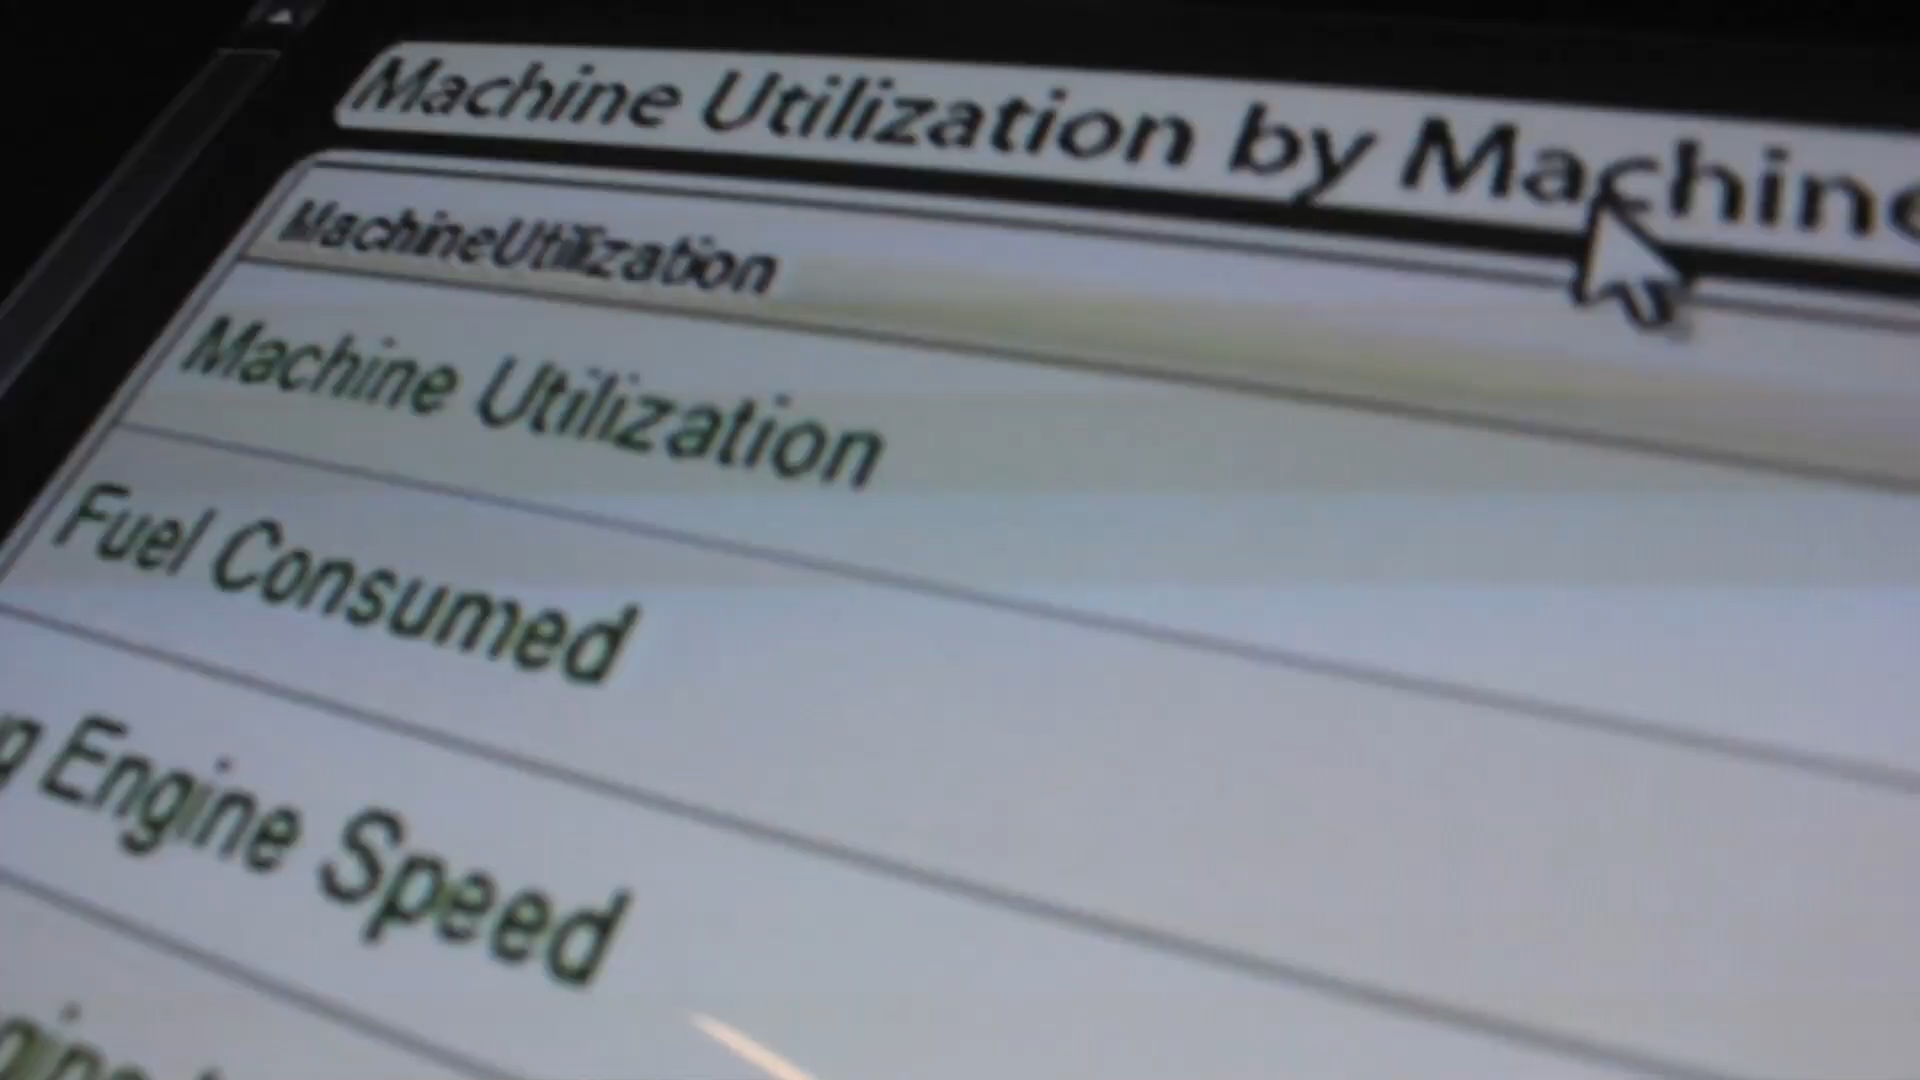 Machine Utilization by Machine
MachineUtilization
Machine Utilization
Fuel Consumed
Engine Speed